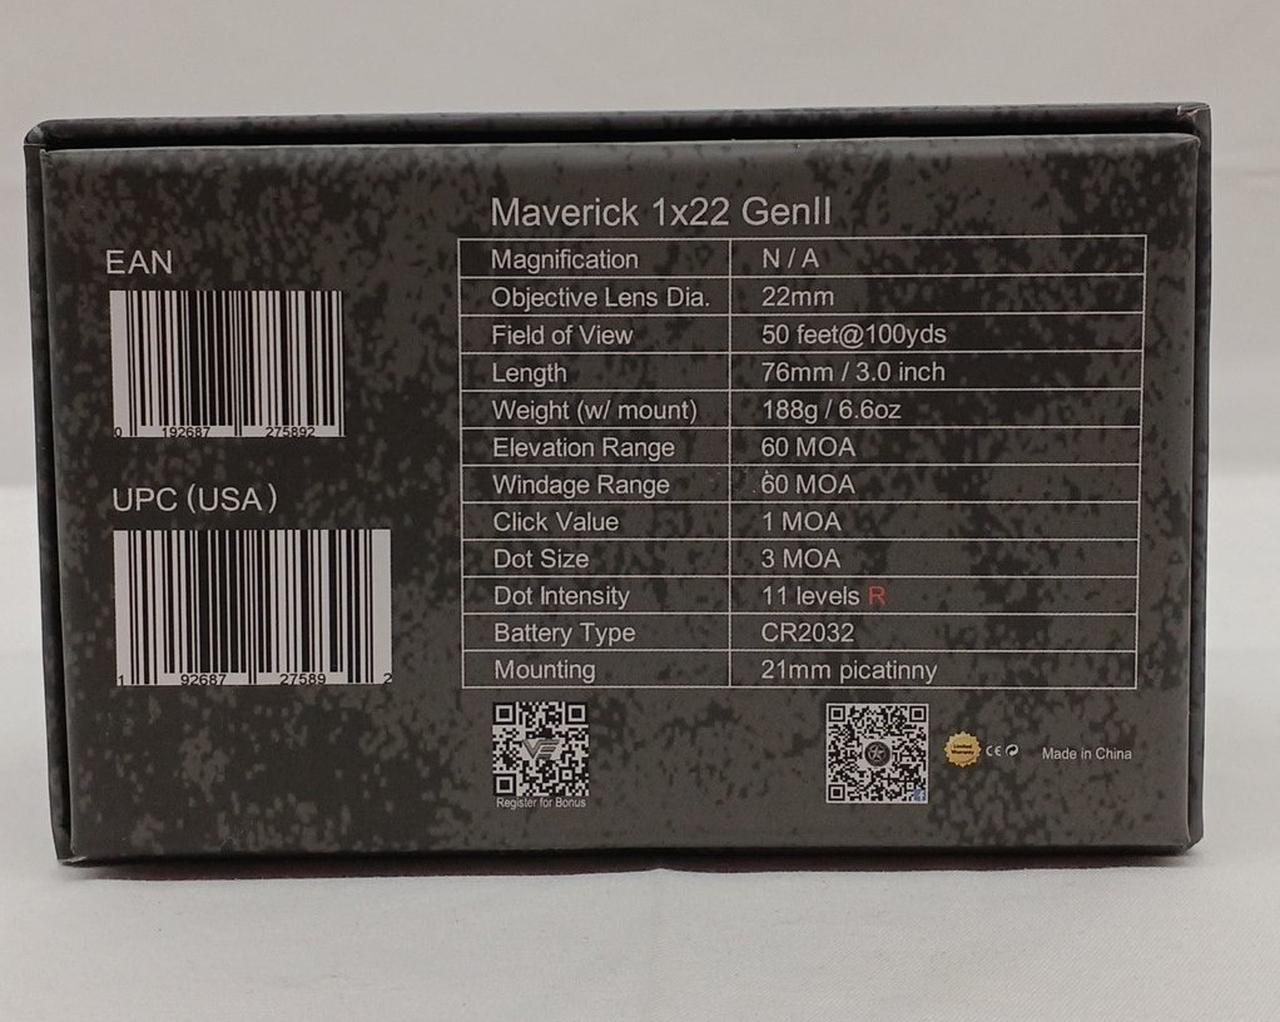 Maverick 1x22 GenII
EAN
0 192687 275892
UPC (USA)
1 92687 27589 2
Magnification N / A
Objective Lens Dia. 22mm
Field of View 50 feet@100yds
Length 76mm / 3.0 inch
Weight (w/ mount) 188g / 6.6oz
Elevation Range 60 MOA
Windage Range 60 MOA
Click Value 1 MOA
Dot Size 3 MOA
Dot Intensity 11 levels R
Battery Type CR2032
Mounting 21mm picatinny
Register for Bonus
Limited
Warranty
CE
Made in China